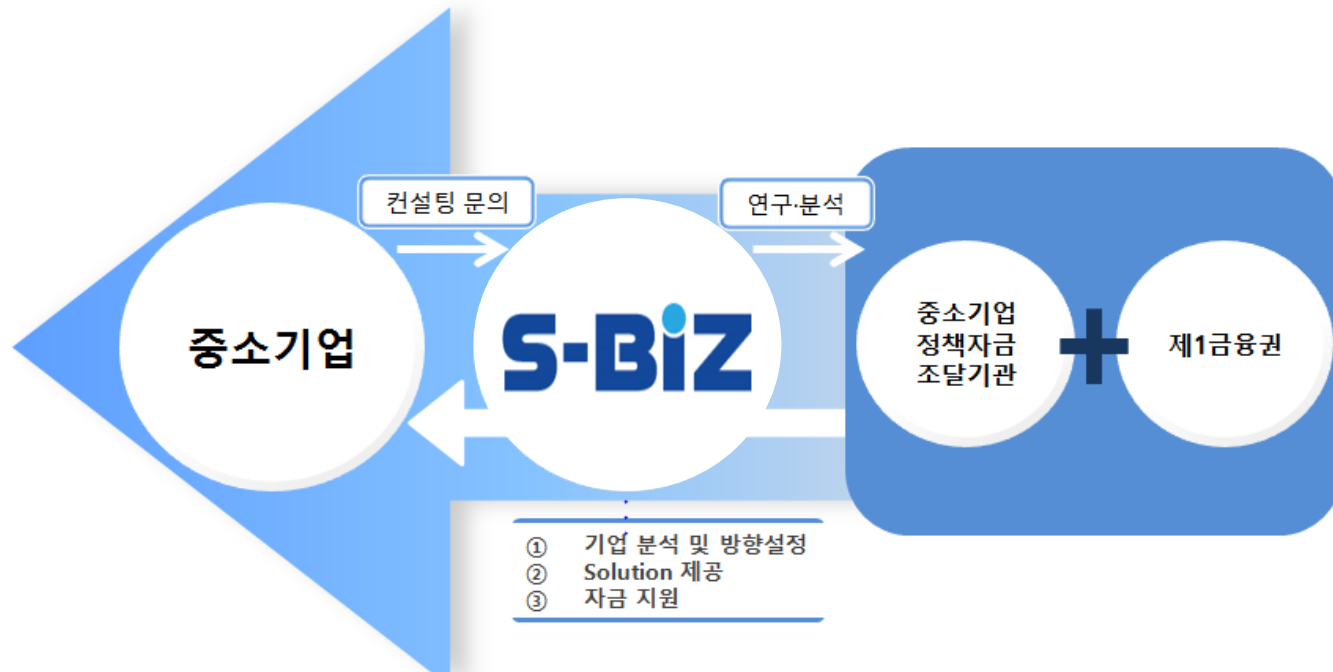 컨설팅 문의
연구·분석
중소기업
S-BiZ
중소기업
정책자금
조달기관
제1금융권
① 기업 분석 및 방향설정
② Solution 제공
③ 자금 지원